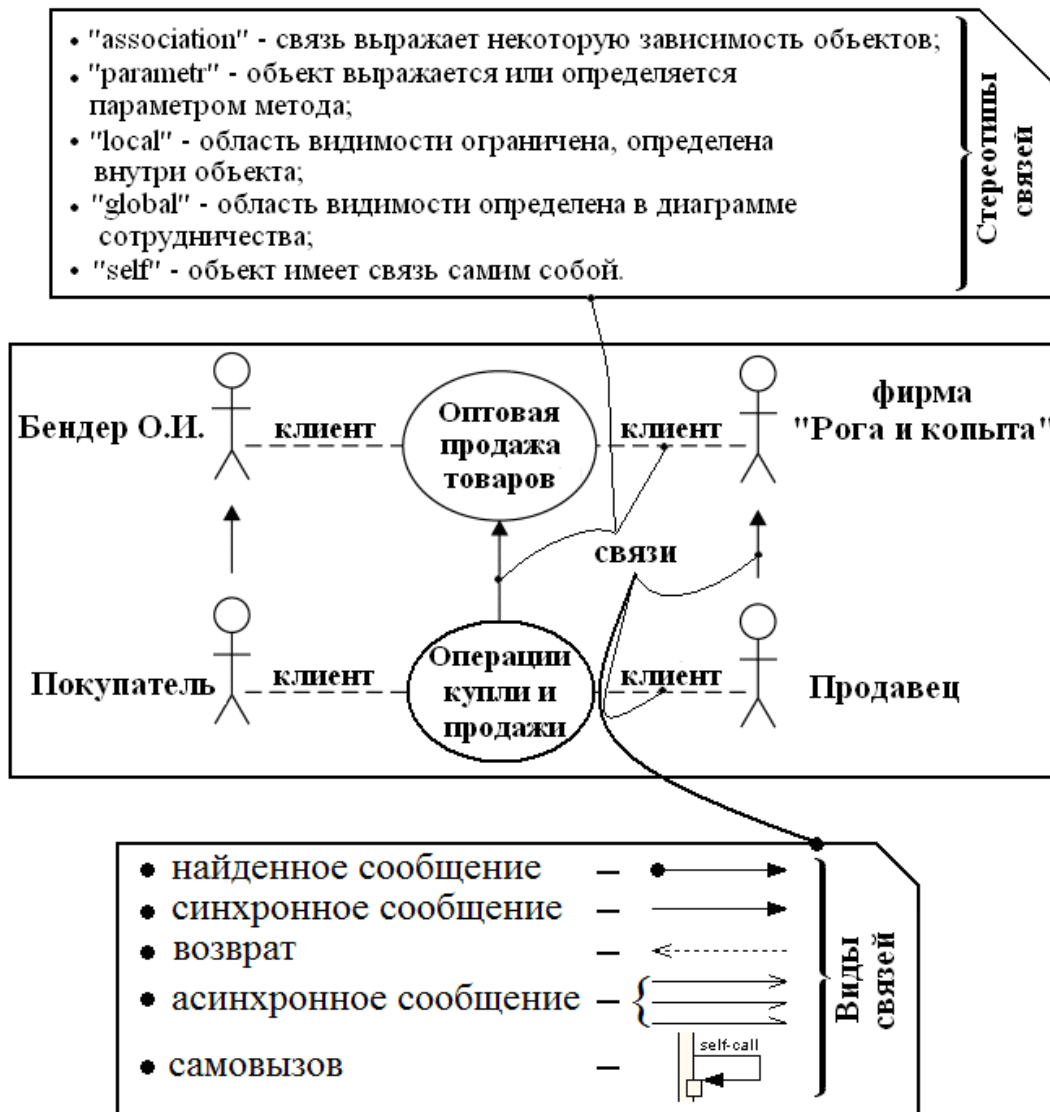 • "association" - связь выражает некоторую зависимость объектов;
• "parametr" - объект выражается или определяется
параметром метода;
• "local" - область видимости ограничена, определена
внутри объекта;
• "global" - область видимости определена в диаграмме
сотрудничества;
• "self" - объект имеет связь самим собой.
Стереотипы
связей
Бендер О.И.
клиент
Оптовая
продажа
товаров
клиент
фирма
"Рога и копыта"
связи
Покупатель
клиент
Операции
купли и
продажи
клиент
Продавец
• найденное сообщение –
• синхронное сообщение –
• возврат –
• асинхронное сообщение – {
• самовызов –
self-call
Виды
связей